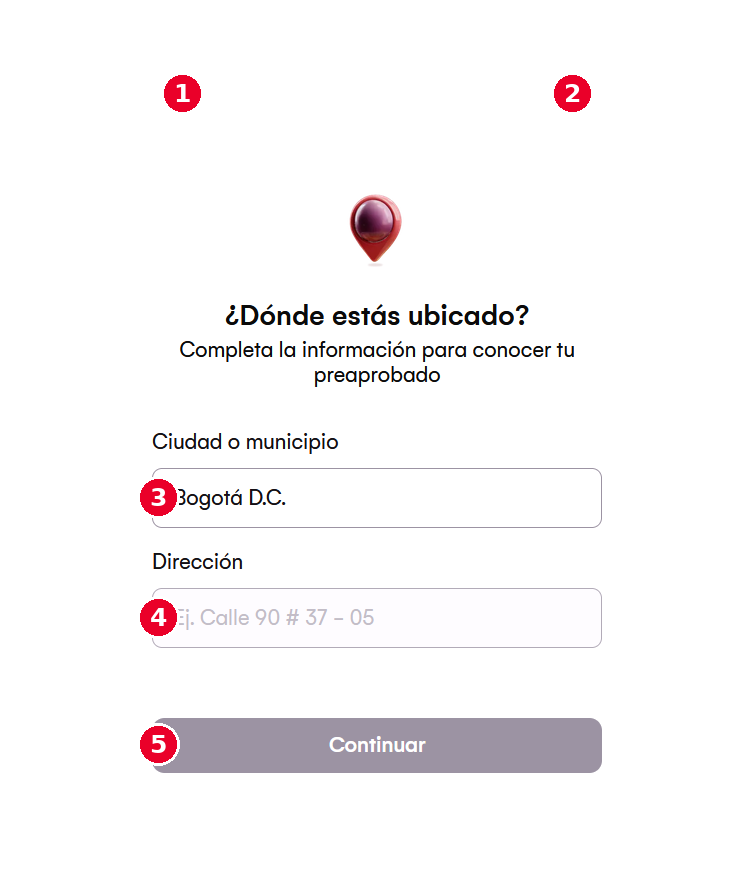 1
2
¿Dónde estás ubicado?
Completa la información para conocer tu
preaprobado
Ciudad o municipio
3 Bogotá D.C.
Dirección
4 Ej. Calle 90 # 37 - 05
5 Continuar